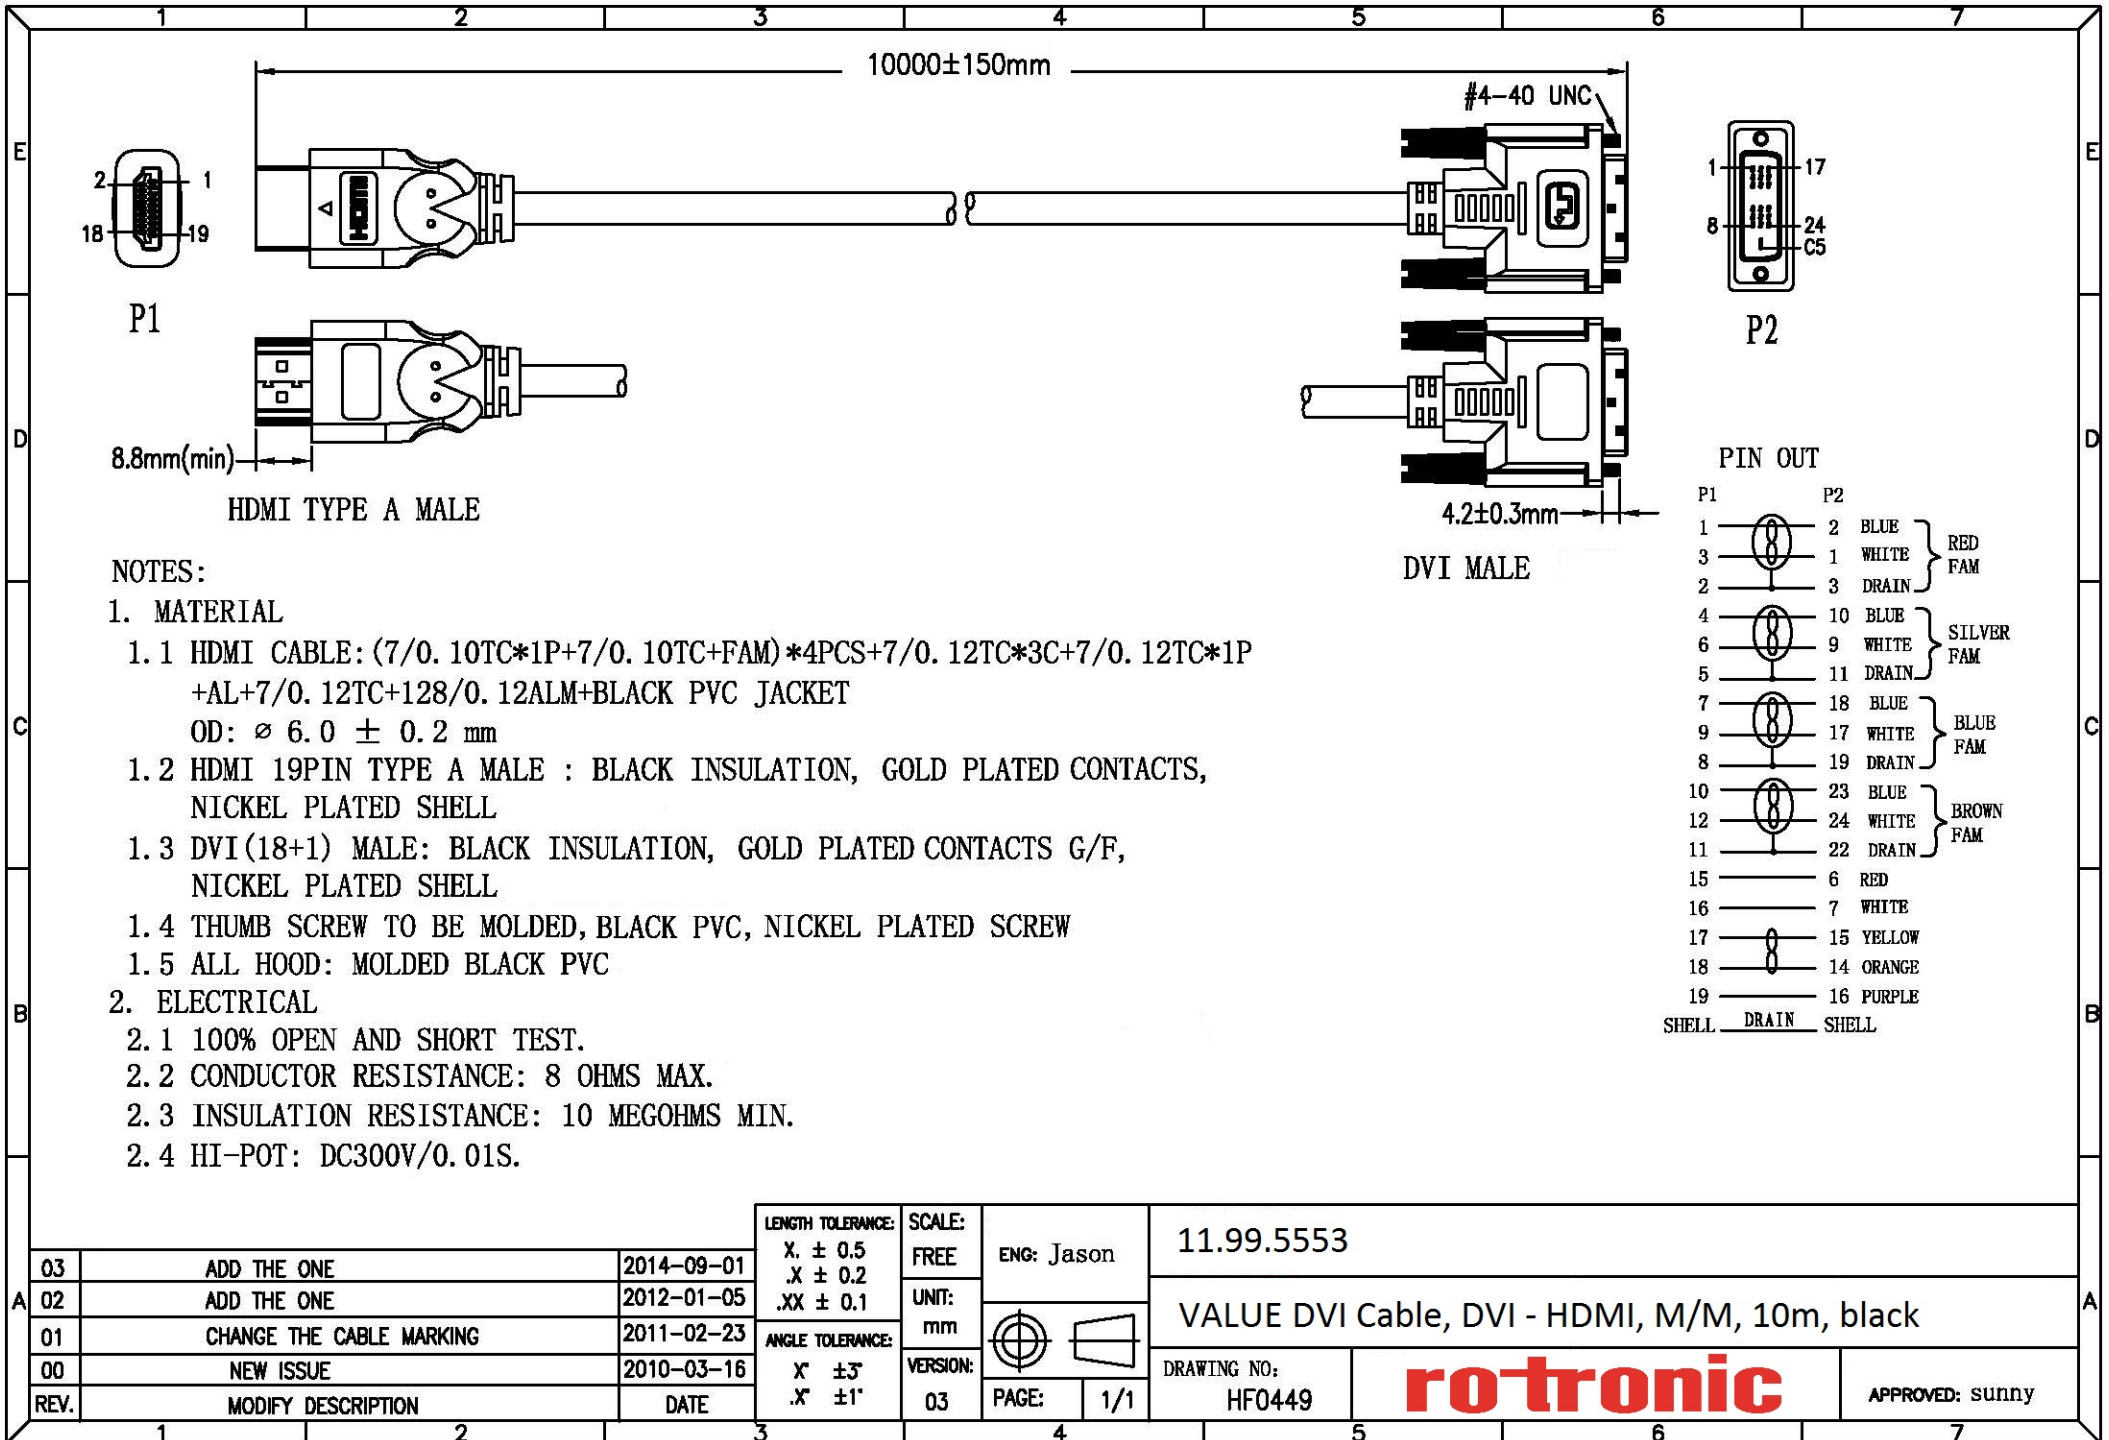 1 2 3 4 5 6 7
10000±150mm
#4-40 UNC
E E
2 1
18 19
P1
HDMI
1 17
8 24
C5
P2
D D
8.8mm(min)
HDMI TYPE A MALE
4.2±0.3mm
DVI MALE
PIN OUT
P1 P2
1 2 BLUE
3 1 WHITE
2 3 DRAIN
RED
FAM
4 10 BLUE
6 9 WHITE
5 11 DRAIN
SILVER
FAM
7 18 BLUE
9 17 WHITE
8 19 DRAIN
BLUE
FAM
10 23 BLUE
12 24 WHITE
11 22 DRAIN
BROWN
FAM
15 6 RED
16 7 WHITE
17 15 YELLOW
18 14 ORANGE
19 16 PURPLE
SHELL DRAIN SHELL
NOTES:
1. MATERIAL
1.1 HDMI CABLE:(7/0.10TC*1P+7/0.10TC+FAM)*4PCS+7/0.12TC*3C+7/0.12TC*1P
+AL+7/0.12TC+128/0.12ALM+BLACK PVC JACKET
OD: ⌀ 6.0 ± 0.2 mm
1.2 HDMI 19PIN TYPE A MALE : BLACK INSULATION, GOLD PLATED CONTACTS,
NICKEL PLATED SHELL
1.3 DVI(18+1) MALE: BLACK INSULATION, GOLD PLATED CONTACTS G/F,
NICKEL PLATED SHELL
1.4 THUMB SCREW TO BE MOLDED, BLACK PVC, NICKEL PLATED SCREW
1.5 ALL HOOD: MOLDED BLACK PVC
2. ELECTRICAL
2.1 100% OPEN AND SHORT TEST.
2.2 CONDUCTOR RESISTANCE: 8 OHMS MAX.
2.3 INSULATION RESISTANCE: 10 MEGOHMS MIN.
2.4 HI-POT: DC300V/0.01S.
C C
B B
A A
03 ADD THE ONE 2014-09-01
02 ADD THE ONE 2012-01-05
01 CHANGE THE CABLE MARKING 2011-02-23
00 NEW ISSUE 2010-03-16
REV. MODIFY DESCRIPTION DATE
LENGTH TOLERANCE:
X. ± 0.5
.X ± 0.2
.XX ± 0.1
ANGLE TOLERANCE:
X° ±3°
.X° ±1°
SCALE:
FREE
UNIT:
mm
VERSION:
03
ENG: Jason
PAGE: 1/1
11.99.5553
VALUE DVI Cable, DVI - HDMI, M/M, 10m, black
DRAWING NO:
HF0449
rotronic
APPROVED: sunny
1 2 3 4 5 6 7